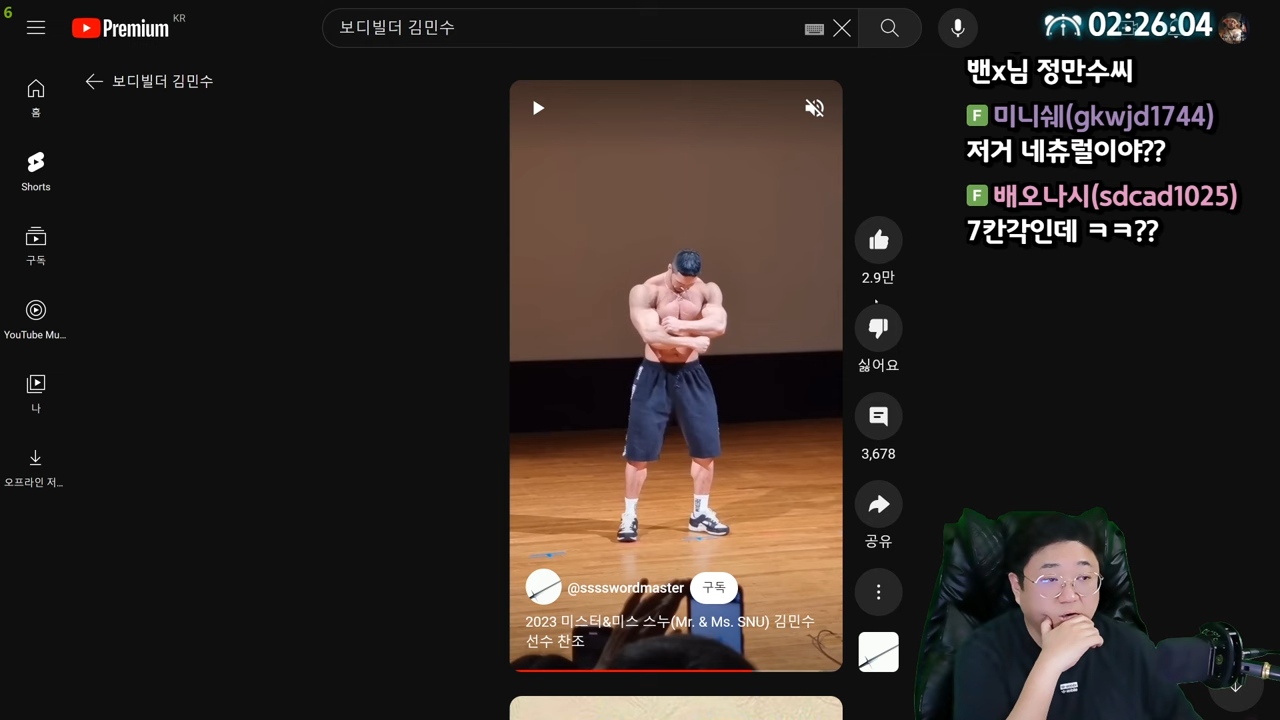 6
Premium
KR
보디빌더 김민수
02:26:04
보디빌더 김민수
홈
Shorts
구독
YouTube Mu...
나
오프라인 저...
2.9만
싫어요
3,678
공유
@sssswordmaster
구독
2023 미스터&미스 스누(Mr. & Ms. SNU) 김민수
선수 찬조
밴x님 정만수씨
F 미니쉐(gkwjd1744)
저거 네츄럴이야??
F 배오나시(sdcad1025)
7칸각인데 ㅋㅋ??